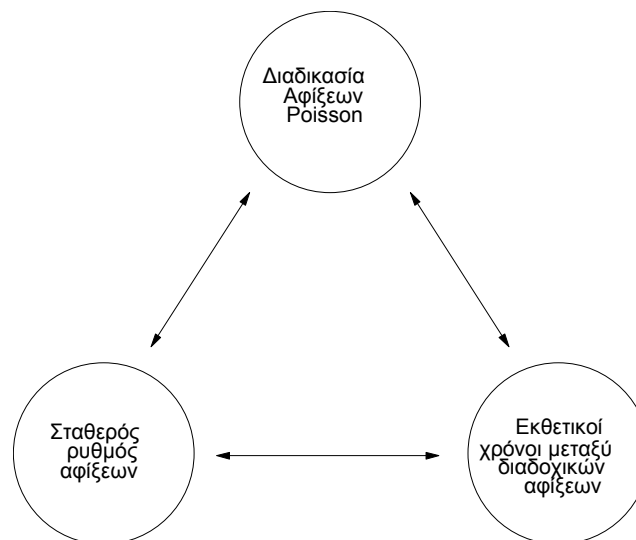 Διαδικασία
Αφίξεων
Poisson
Σταθερός
ρυθμός
αφίξεων
Εκθετικοί
χρόνοι μεταξύ
διαδοχικών
αφίξεων